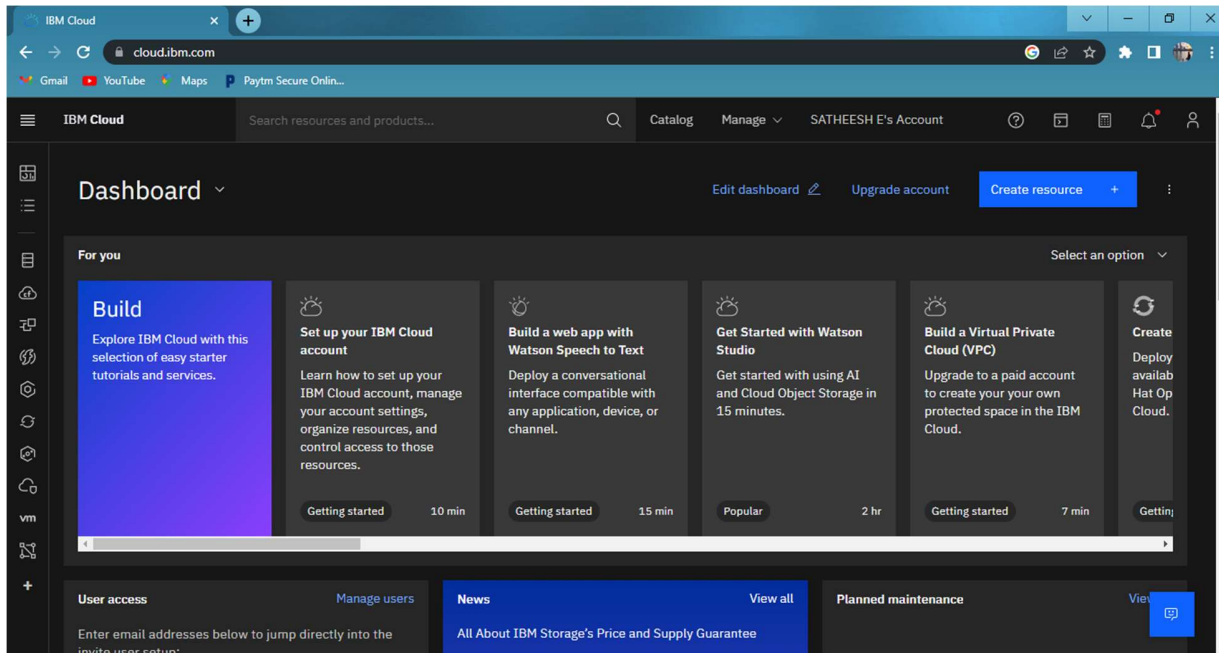 IBM Cloud
cloud.ibm.com
Gmail YouTube Maps Paytm Secure Onlin...
IBM Cloud Search resources and products... Catalog Manage SATHEESH E's Account
Dashboard Edit dashboard Upgrade account Create resource +
For you Select an option
Build
Explore IBM Cloud with this
selection of easy starter
tutorials and services.
Set up your IBM Cloud
account
Learn how to set up your
IBM Cloud account, manage
your account settings,
organize resources, and
control access to those
resources.
Getting started 10 min
Build a web app with
Watson Speech to Text
Deploy a conversational
interface compatible with
any application, device, or
channel.
Getting started 15 min
Get Started with Watson
Studio
Get started with using AI
and Cloud Object Storage in
15 minutes.
Popular 2 hr
Build a Virtual Private
Cloud (VPC)
Upgrade to a paid account
to create your your own
protected space in the IBM
Cloud.
Getting started 7 min
Create
Deploy
availab
Hat Op
Cloud.
Getting
vm
User access Manage users
Enter email addresses below to jump directly into the
invite user setup:
News View all
All About IBM Storage's Price and Supply Guarantee
Planned maintenance